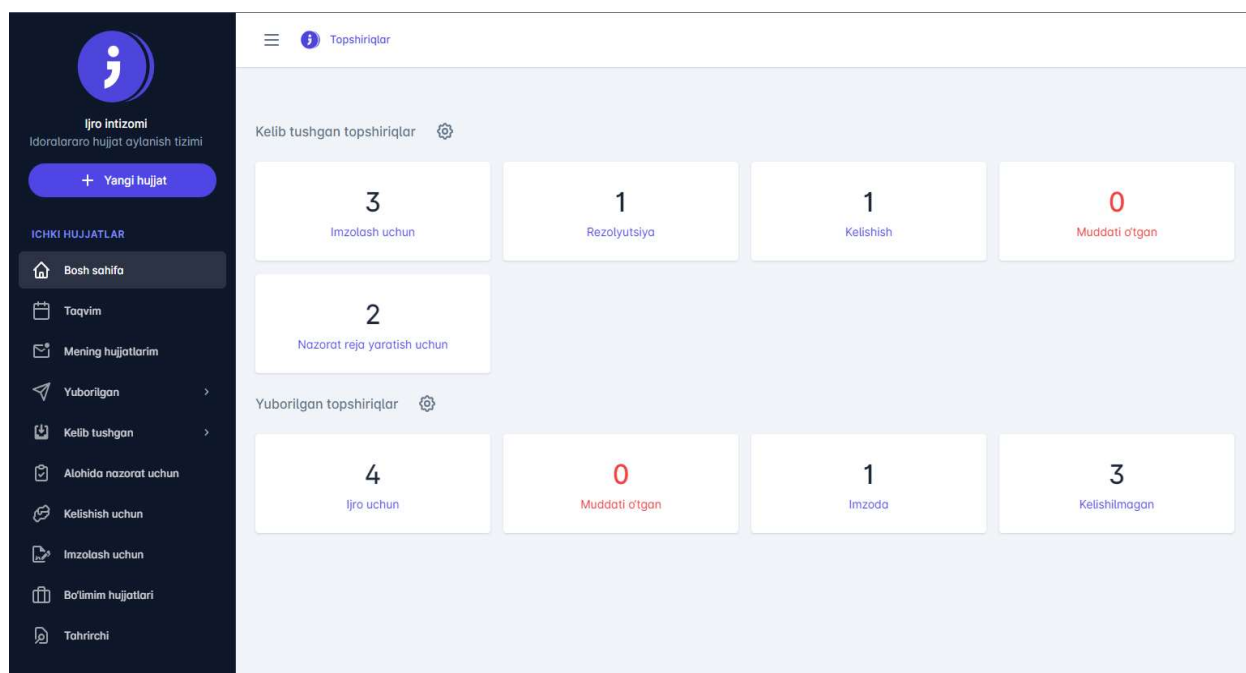 Ijro intizomi
Idoralararo hujjat aylanish tizimi
+ Yangi hujjat
ICHKI HUJJATLAR
Bosh sahifa
Taqvim
Mening hujjatlarim
Yuborilgan
Kelib tushgan
Alohida nazorat uchun
Kelishish uchun
Imzolash uchun
Bo'limim hujjatlari
Tahrirchi
Topshiriqlar
Kelib tushgan topshiriqlar
3
Imzolash uchun
1
Rezolyutsiya
1
Kelishish
0
Muddati o'tgan
2
Nazorat reja yaratish uchun
Yuborilgan topshiriqlar
4
Ijro uchun
0
Muddati o'tgan
1
Imzoda
3
Kelishilmagan